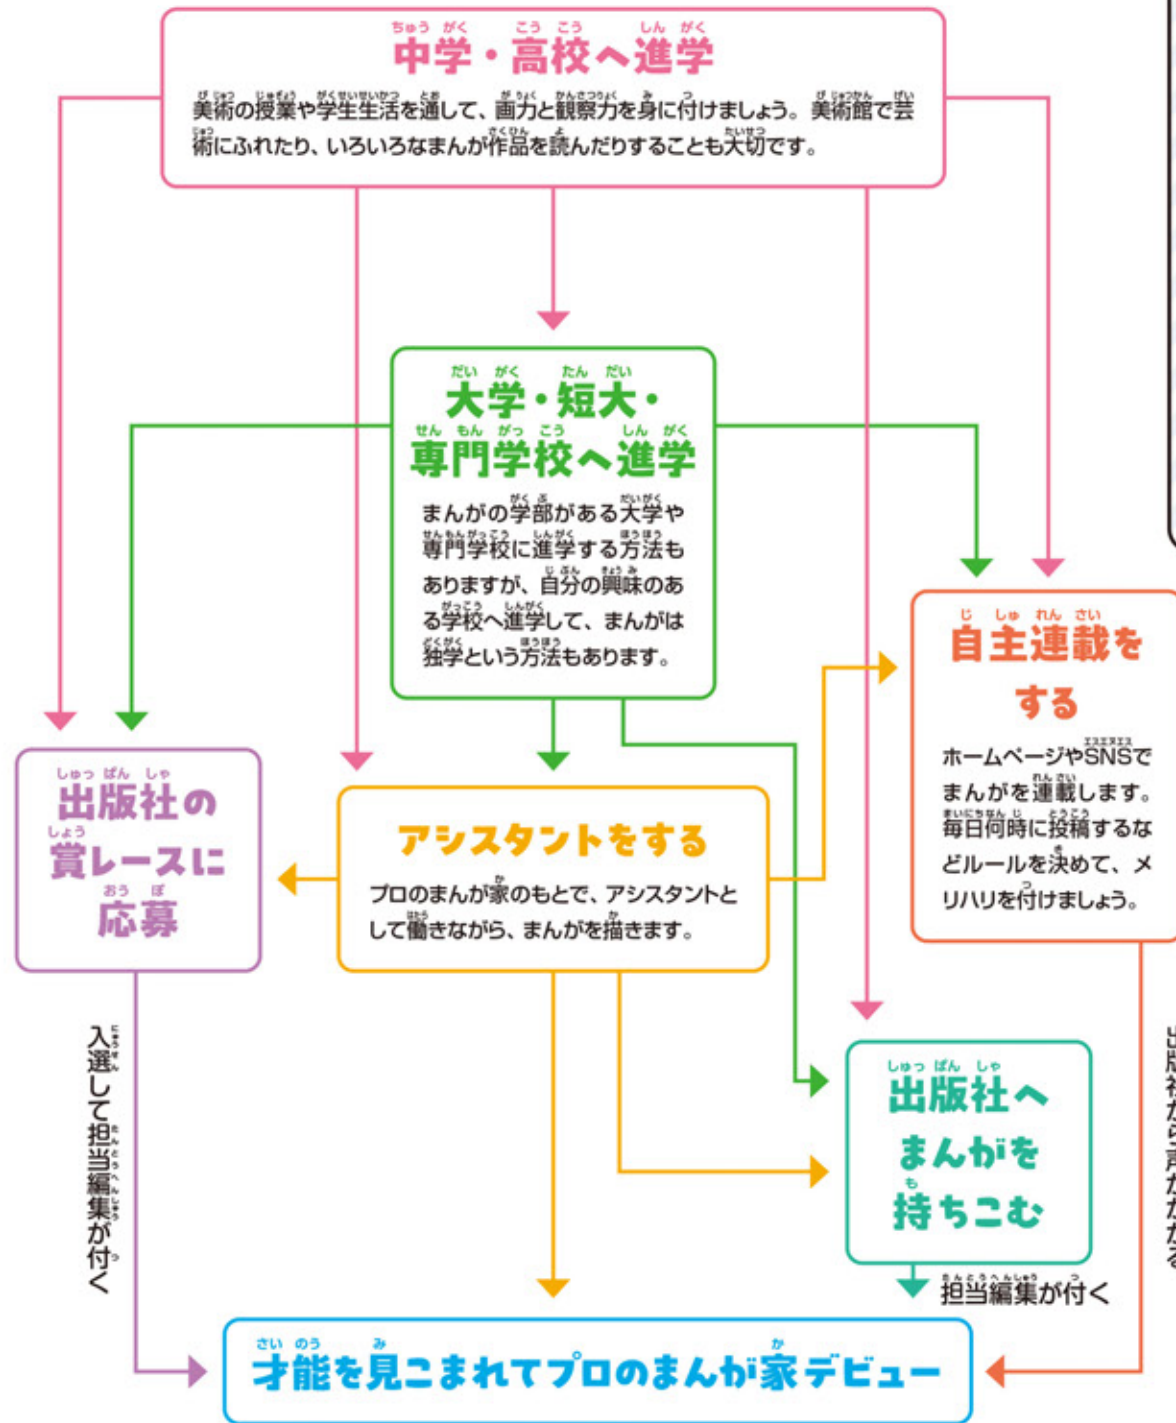 中学・高校へ進学
美術の授業や学生生活を通して、画力と観察力を身に付けましょう。美術館で芸
術にふれたり、いろいろなまんが作品を読んだりすることも大切です。
大学・短大・
専門学校へ進学
まんがの学部がある大学や
専門学校に進学する方法も
ありますが、自分の興味のあ
る学校へ進学して、まんがは
独学という方法もあります。
自主連載を
する
ホームページやSNSで
まんがを連載します。
毎日何時に投稿するな
どルールを決めて、メ
リハリを付けましょう。
出版社の
賞レースに
応募
アシスタントをする
プロのまんが家のもとで、アシスタントと
して働きながら、まんがを描きます。
入選して担当編集が付く
出版社へ
まんがを
持ちこむ
担当編集が付く
出版社から声がかかる
才能を見こまれてプロのまんが家デビュー